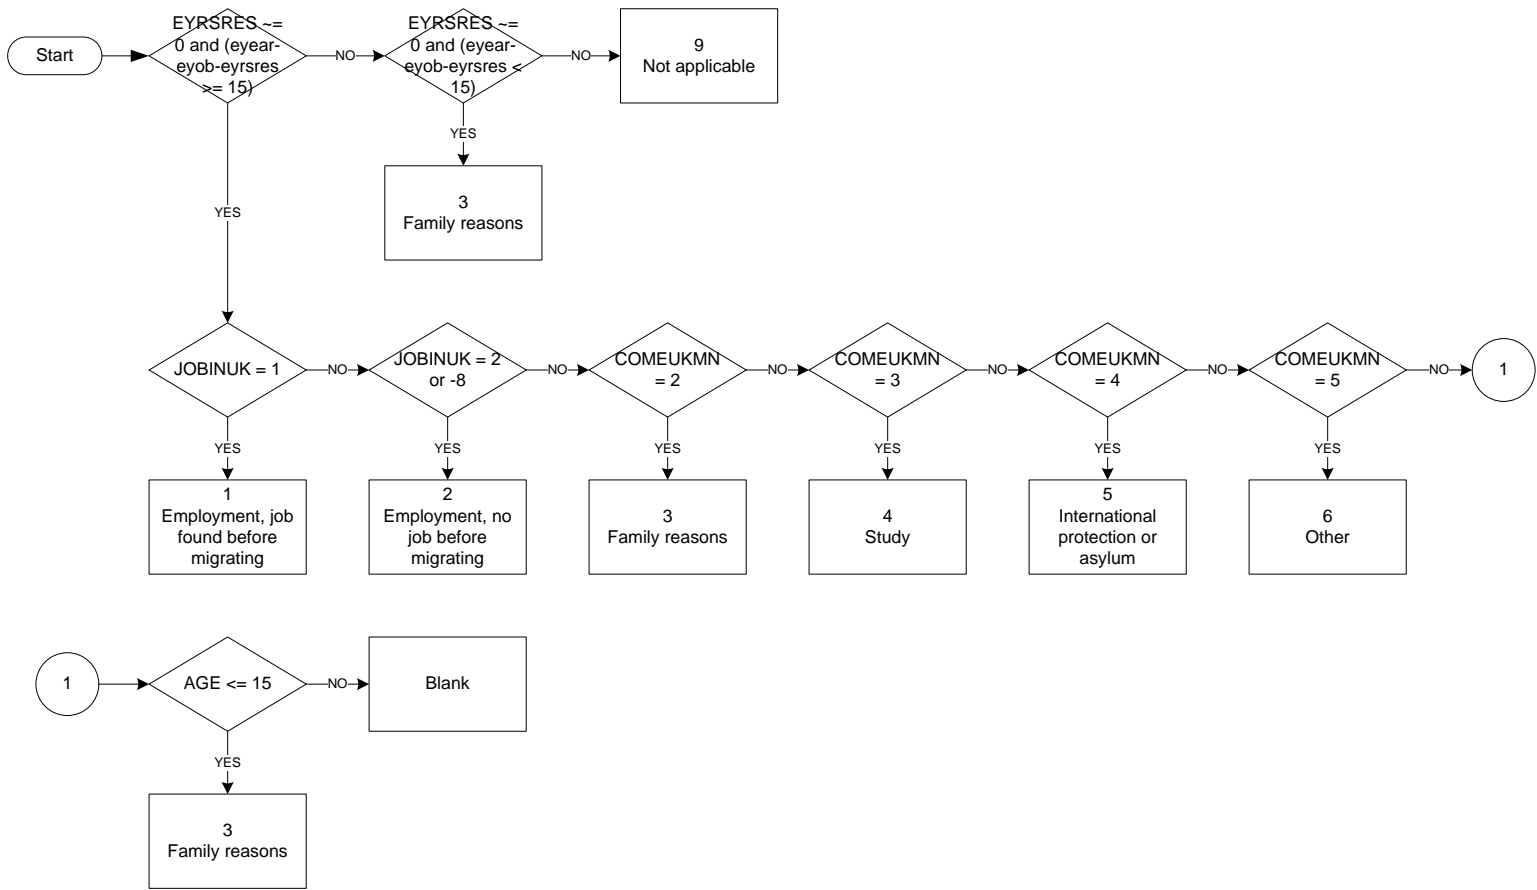 Start
EYRSRES ~=
0 and (eyear-
eyob-eyrsres
>= 15)
NO
EYRSRES ~=
0 and (eyear-
eyob-eyrsres <
15)
NO
9
Not applicable
YES
3
Family reasons
YES
JOBINUK = 1
NO
JOBINUK = 2
or -8
NO
COMEUKMN
= 2
NO
COMEUKMN
= 3
NO
COMEUKMN
= 4
NO
COMEUKMN
= 5
NO
1
YES
YES
YES
YES
YES
YES
1
Employment, job
found before
migrating
2
Employment, no
job before
migrating
3
Family reasons
4
Study
5
International
protection or
asylum
6
Other
1
AGE <= 15
NO
Blank
YES
3
Family reasons